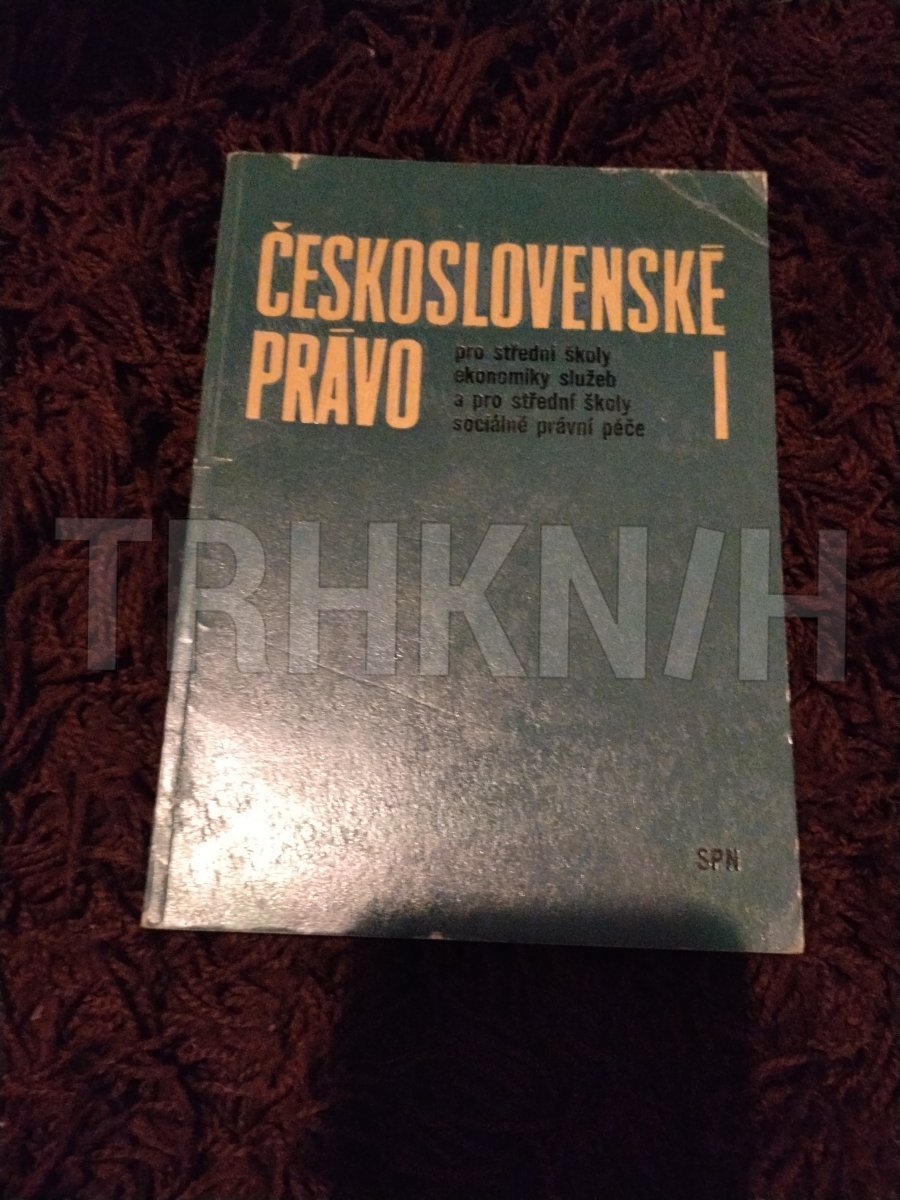 ČESKOSLOVENSKÉ
PRÁVO I
pro střední školy
ekonomiky služeb
a pro střední školy
sociálně právní péče
TRHKNIH
SPN